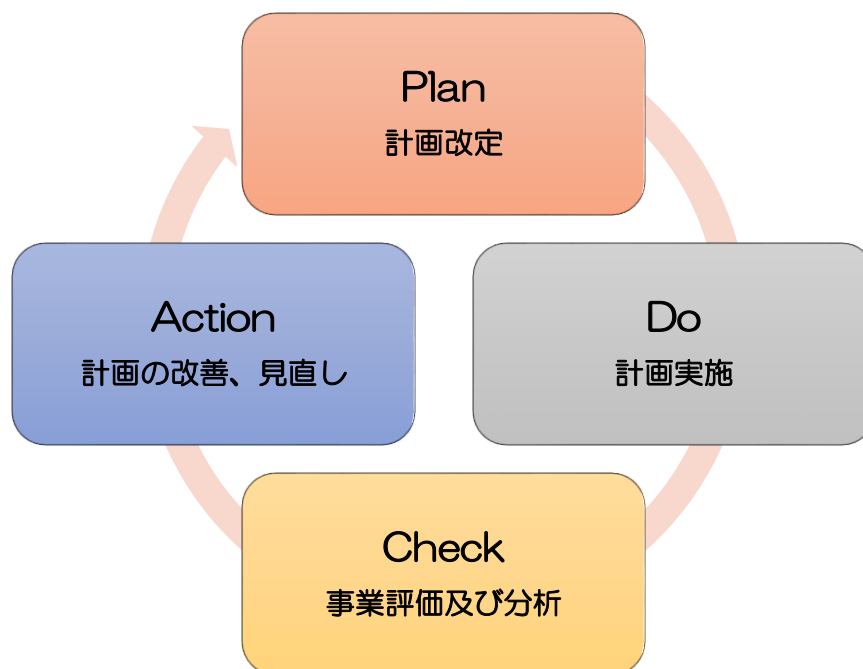 Plan
計画改定
Do
計画実施
Check
事業評価及び分析
Action
計画の改善、見直し